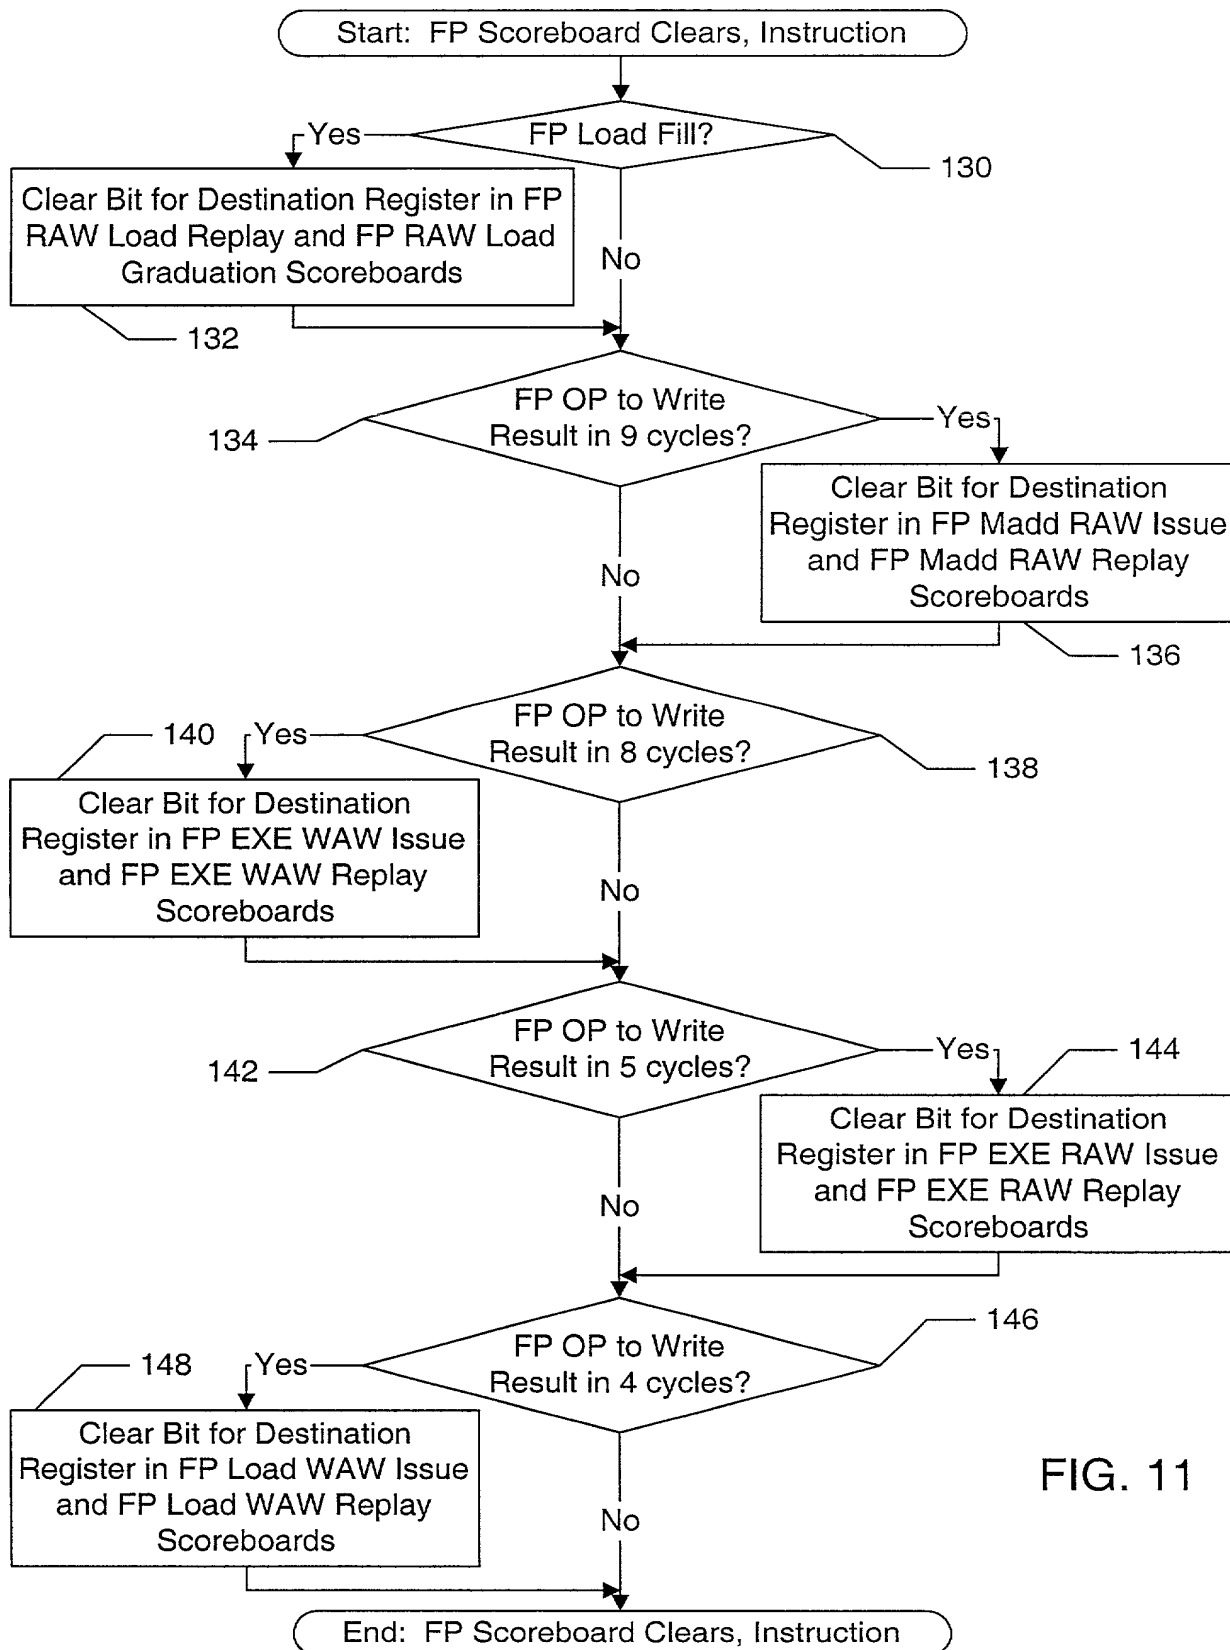 Start: FP Scoreboard Clears, Instruction
FP Load Fill?
Yes
130
Clear Bit for Destination Register in FP
RAW Load Replay and FP RAW Load
Graduation Scoreboards
No
132
FP OP to Write
Result in 9 cycles?
Yes
134
Clear Bit for Destination
Register in FP Madd RAW Issue
and FP Madd RAW Replay
Scoreboards
No
136
FP OP to Write
Result in 8 cycles?
140
Yes
138
Clear Bit for Destination
Register in FP EXE WAW Issue
and FP EXE WAW Replay
Scoreboards
No
FP OP to Write
Result in 5 cycles?
142
Yes
144
Clear Bit for Destination
Register in FP EXE RAW Issue
and FP EXE RAW Replay
Scoreboards
No
FP OP to Write
Result in 4 cycles?
146
148
Yes
Clear Bit for Destination
Register in FP Load WAW Issue
and FP Load WAW Replay
Scoreboards
No
FIG. 11
End: FP Scoreboard Clears, Instruction